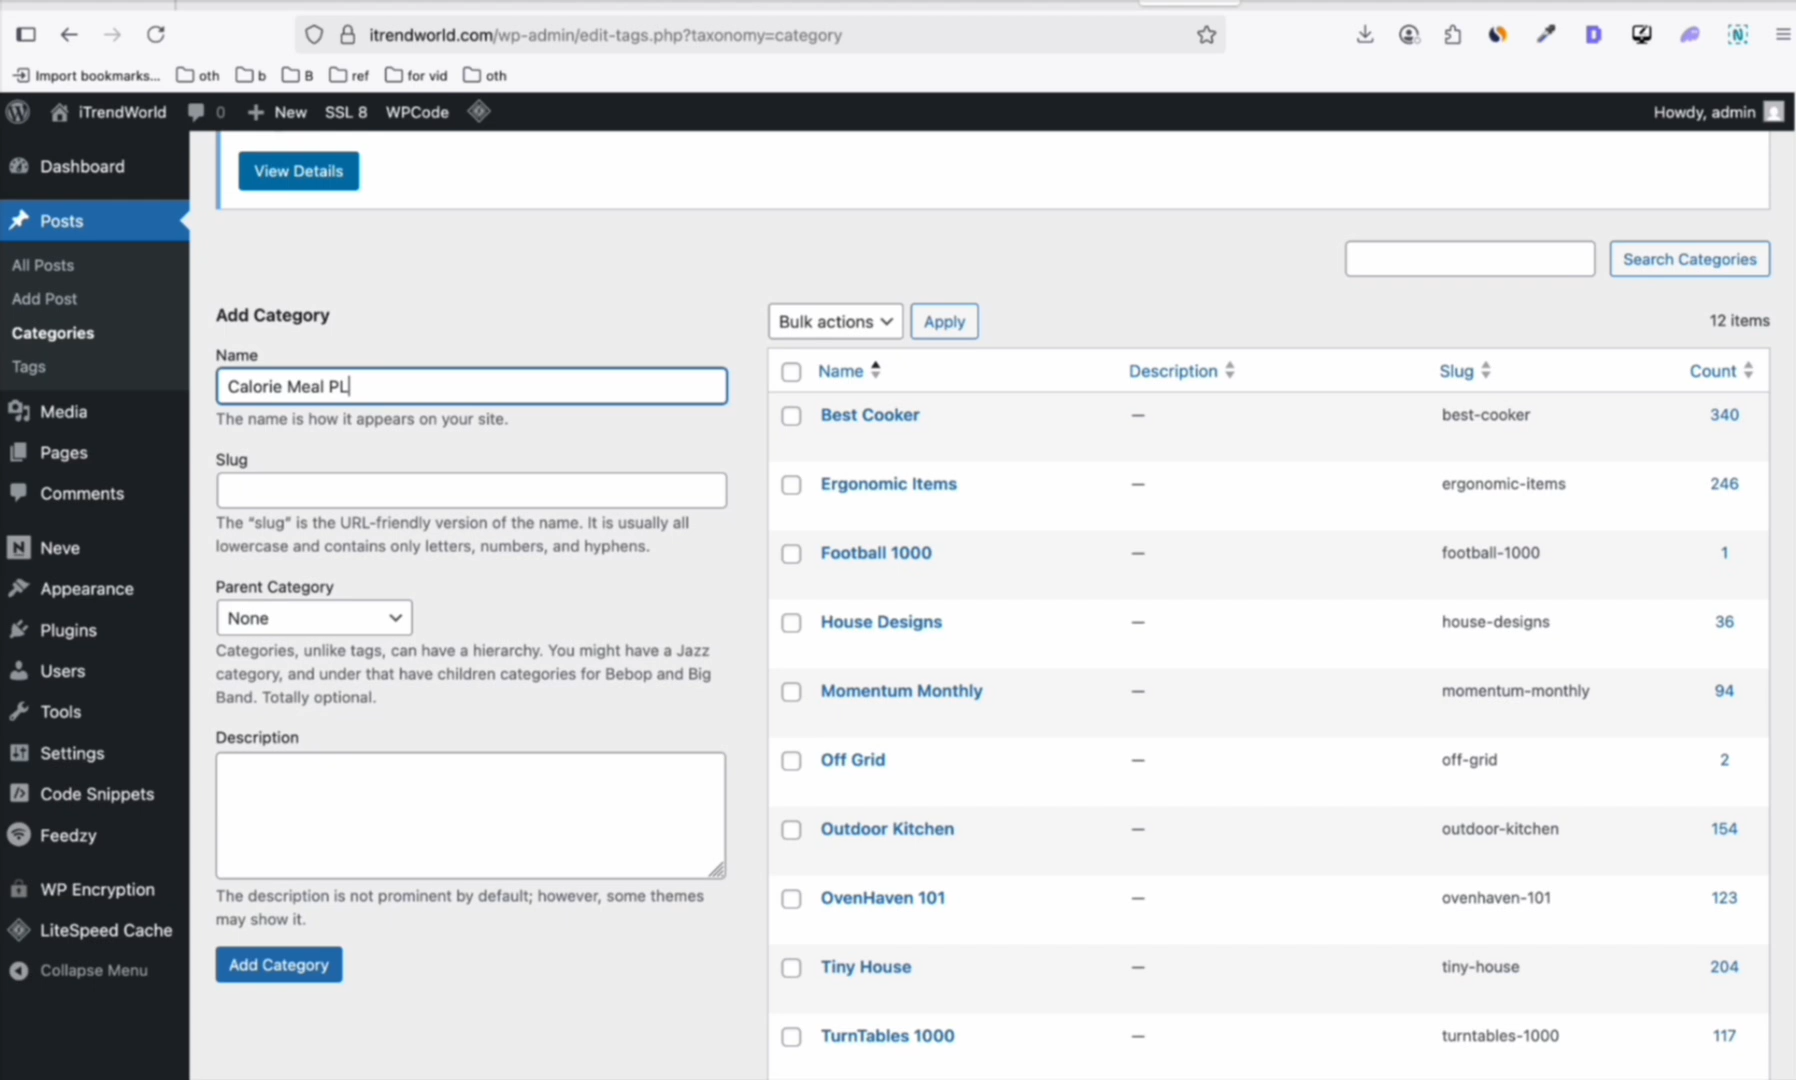 itrendworld.com/wp-admin/edit-tags.php?taxonomy=category
Import bookmarks... oth b B ref for vid oth
iTrendWorld 0 New SSL 8 WPCode Howdy, admin
Dashboard
Posts
All Posts
Add Post
Categories
Tags
Media
Pages
Comments
Neve
Appearance
Plugins
Users
Tools
Settings
Code Snippets
Feedzy
WP Encryption
LiteSpeed Cache
Collapse Menu
View Details
Search Categories
Add Category
Name
Calorie Meal PL
The name is how it appears on your site.
Slug
The “slug” is the URL-friendly version of the name. It is usually all
lowercase and contains only letters, numbers, and hyphens.
Parent Category
None
Categories, unlike tags, can have a hierarchy. You might have a Jazz
category, and under that have children categories for Bebop and Big
Band. Totally optional.
Description
The description is not prominent by default; however, some themes
may show it.
Add Category
Bulk actions Apply 12 items
Name Description Slug Count
Best Cooker — best-cooker 340
Ergonomic Items — ergonomic-items 246
Football 1000 — football-1000 1
House Designs — house-designs 36
Momentum Monthly — momentum-monthly 94
Off Grid — off-grid 2
Outdoor Kitchen — outdoor-kitchen 154
OvenHaven 101 — ovenhaven-101 123
Tiny House — tiny-house 204
TurnTables 1000 — turntables-1000 117